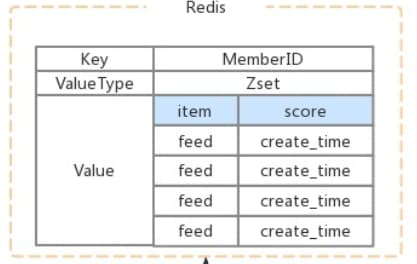 Redis
Key MemberID
ValueType Zset
item score
feed create_time
feed create_time
Value
feed create_time
feed create_time